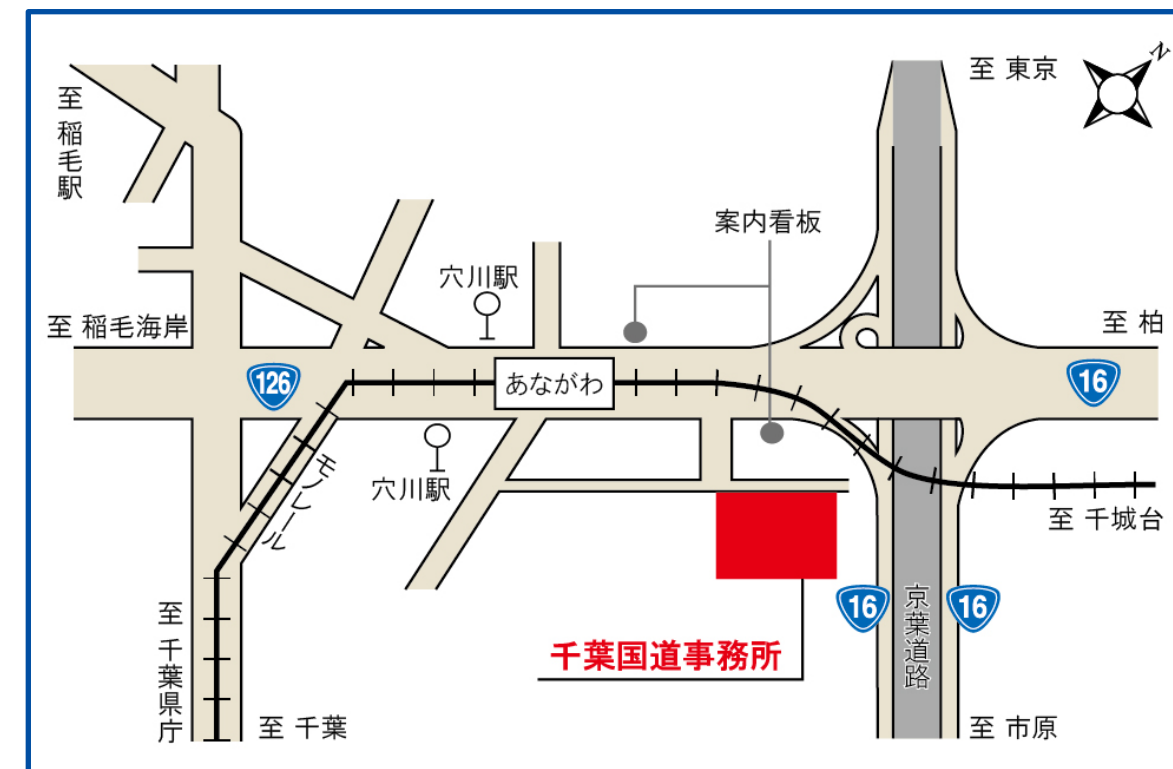 N
至 東京
至 稲毛駅
案内看板
穴川駅
至 稲毛海岸
至 柏
126
あながわ
16
穴川駅
モノレール
至 千城台
16
京葉道路
16
至 千葉県庁
千葉国道事務所
至 千葉
至 市原